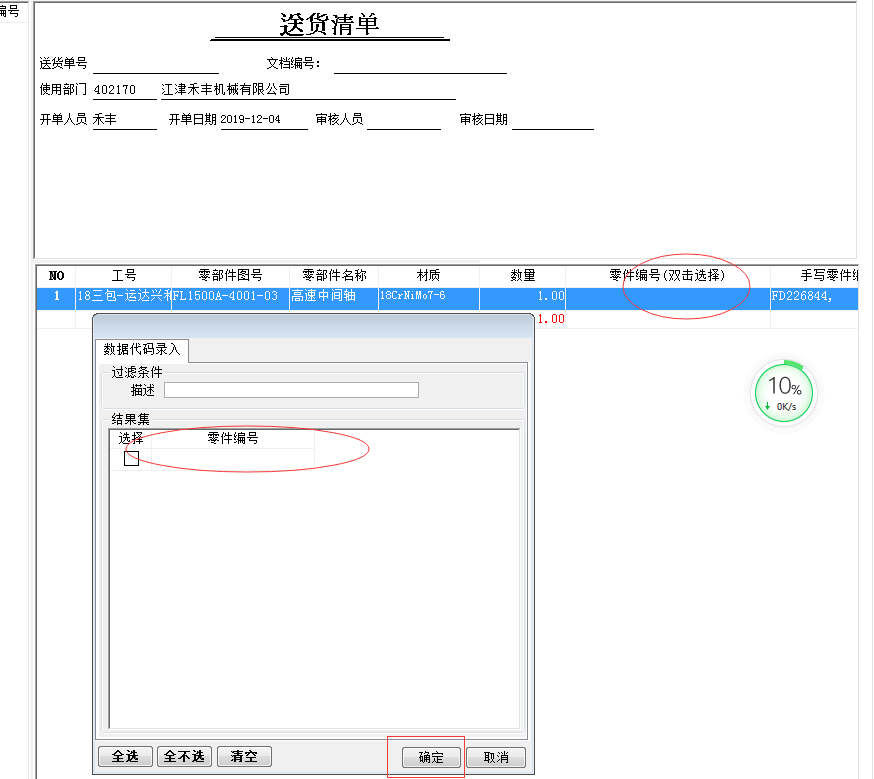 编号
送货清单
送货单号 文档编号：
使用部门 402170 江津禾丰机械有限公司
开单人员 禾丰 开单日期 2019-12-04 审核人员 审核日期
NO 工号 零部件图号 零部件名称 材质 数量 零件编号(双击选择) 手写零件编
1 18三包-运达兴和 FL1500A-4001-03 高速中间轴 18CrNiMo7-6 1.00 FD226844,
1.00
数据代码录入
过滤条件
描述
10%
0K/s
结果集
选择 零件编号
全选 全不选 清空 确定 取消